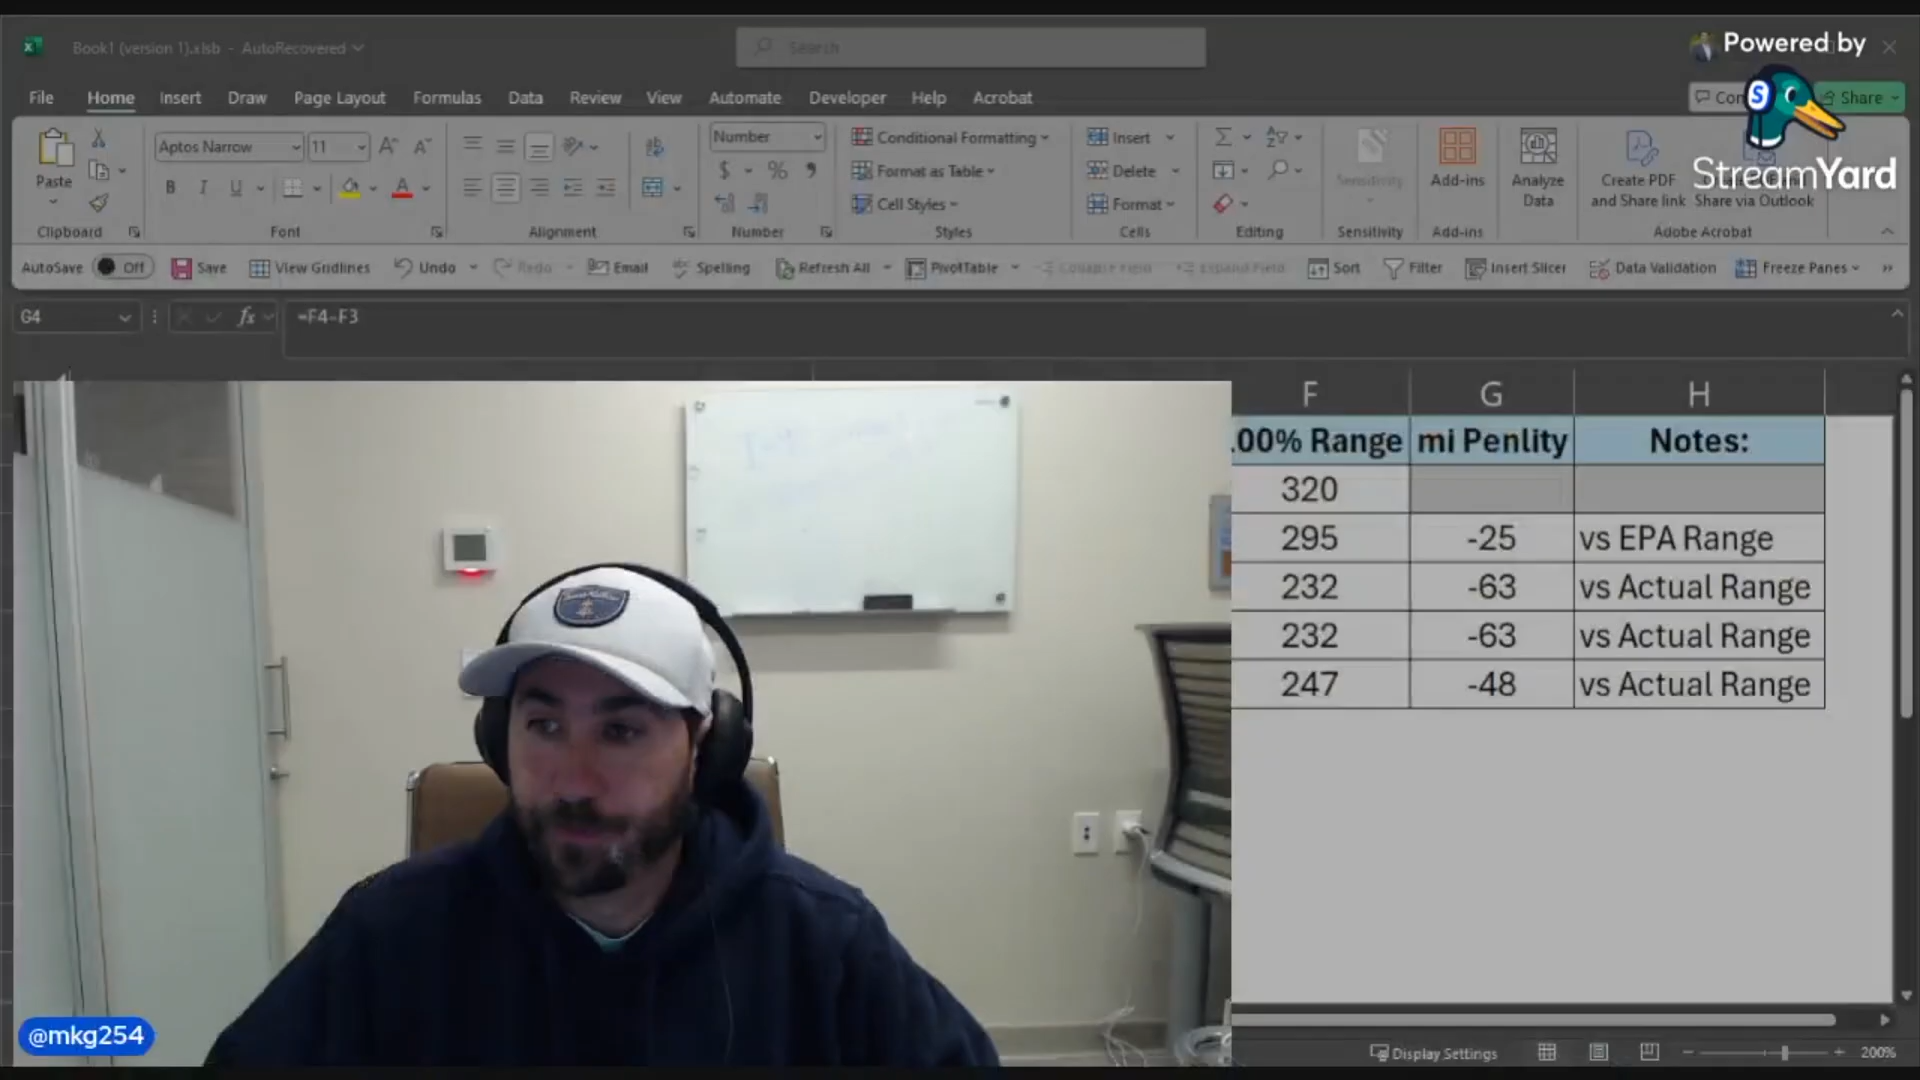 Book1 (version 1).xlsb - AutoRecovered
Search
Powered by
StreamYard
File Home Insert Draw Page Layout Formulas Data Review View Automate Developer Help Acrobat
Share
Aptos Narrow 11
Number
Conditional Formatting
Format as Table
Cell Styles
Insert
Delete
Format
Paste
B I U
$ %
Sensitivity
Add-ins
Analyze
Data
Create PDF
and Share link
Share via Outlook
Clipboard Font Alignment Number Styles Cells Editing Sensitivity Add-ins Adobe Acrobat
AutoSave Off Save View Gridlines Undo Redo Email Spelling Refresh All PivotTable Collapse Field Expand Field Sort Filter Insert Slicer Data Validation Freeze Panes
G4 fx =F4-F3
F G H
.00% Range mi Penlity Notes:
320
295 -25 vs EPA Range
232 -63 vs Actual Range
232 -63 vs Actual Range
247 -48 vs Actual Range
@mkg254
Display Settings 200%